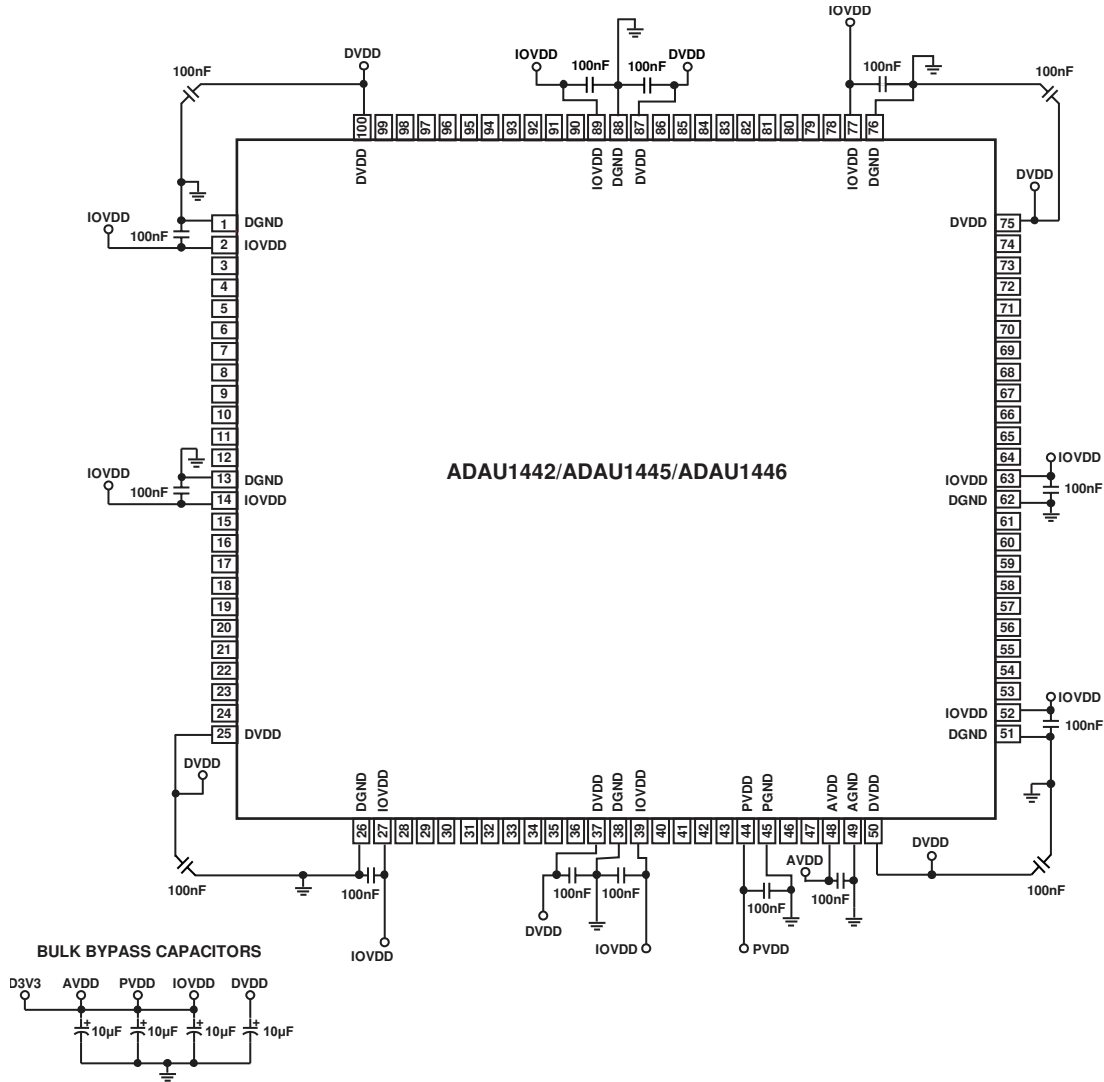 IOVDD
DVDD
IOVDD
DVDD
100nF
100nF
100nF
100nF
100nF
100 99 98 97 96 95 94 93 92 91 90 89 88 87 86 85 84 83 82 81 80 79 78 77 76
DVDD
IOVDD
DGND
DVDD
IOVDD
DGND
DVDD
IOVDD
100nF
1 DGND
2 IOVDD
3
4
5
6
7
8
9
10
11
12
IOVDD
100nF
13 DGND
14 IOVDD
15
16
17
18
19
20
21
22
23
24
25 DVDD
DVDD
ADAU1442/ADAU1445/ADAU1446
DVDD 75
74
73
72
71
70
69
68
67
66
65
64
IOVDD
IOVDD 63
100nF
DGND 62
61
60
59
58
57
56
55
54
53
IOVDD
IOVDD 52
100nF
DGND 51
DGND
IOVDD
DVDD
DGND
IOVDD
PVDD
PGND
AVDD
AGND
DVDD
26 27 28 29 30 31 32 33 34 35 36 37 38 39 40 41 42 43 44 45 46 47 48 49 50
DVDD
AVDD
100nF
100nF
100nF
100nF
100nF
100nF
100nF
DVDD
IOVDD
IOVDD
PVDD
BULK BYPASS CAPACITORS
D3V3 AVDD PVDD IOVDD DVDD
+ + + +
10µF 10µF 10µF 10µF